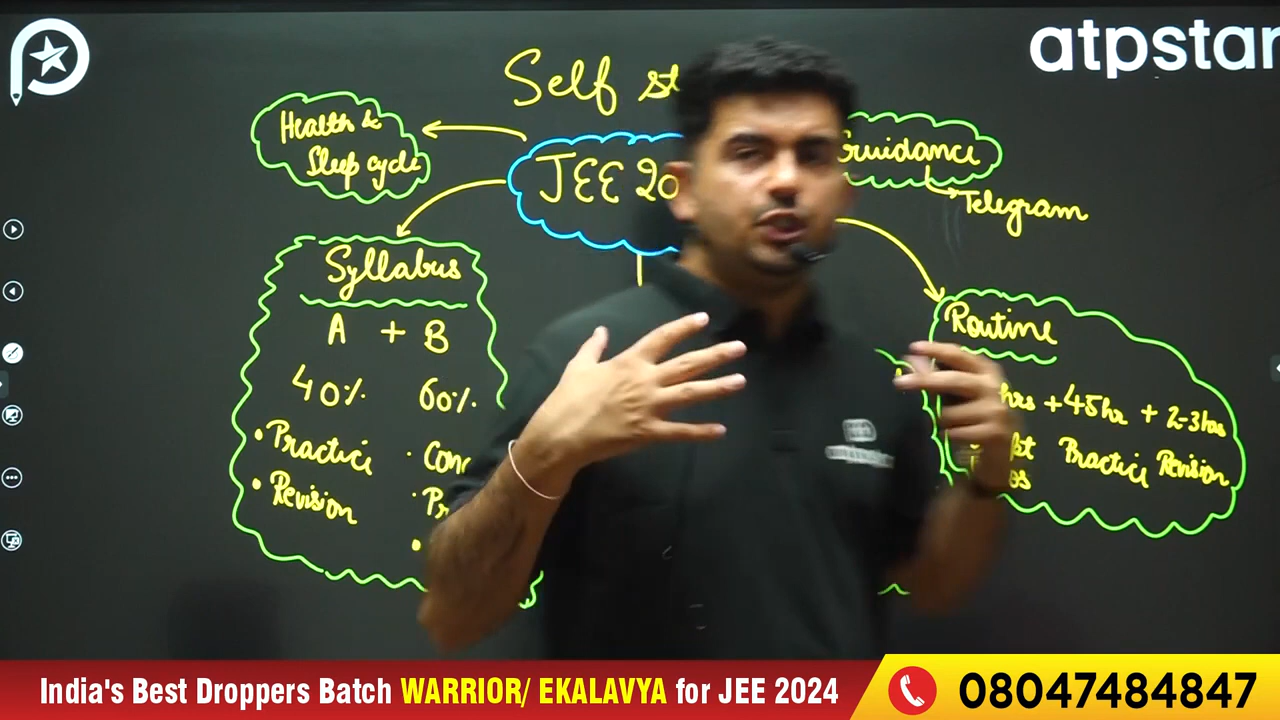 atpstar
Self
Health &
Sleep cycle
JEE 20
Guidance
Telegram
Syllabus
A + B
40% 60%
• Practice
• Revision
Routine
hrs + 45hr + 2-3hrs
Practice Revision
India's Best Droppers Batch WARRIOR/ EKALAVYA for JEE 2024
08047484847